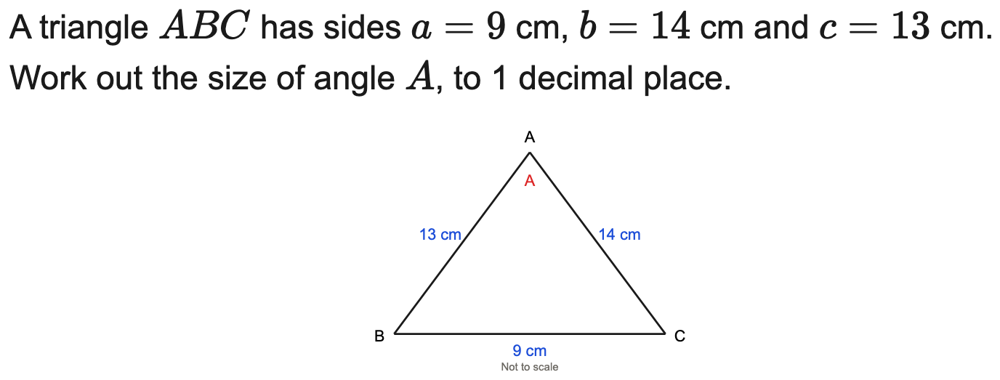 A triangle ABC has sides a = 9 cm, b = 14 cm and c = 13 cm.
Work out the size of angle A, to 1 decimal place.
A
A
13 cm
14 cm
B
C
9 cm
Not to scale